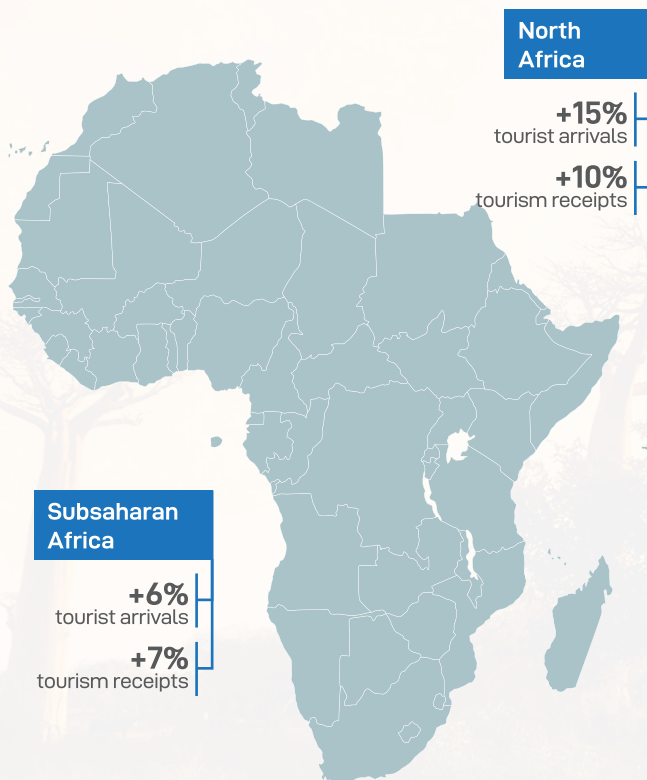 North
Africa
+15%
tourist arrivals
+10%
tourism receipts
Subsaharan
Africa
+6%
tourist arrivals
+7%
tourism receipts